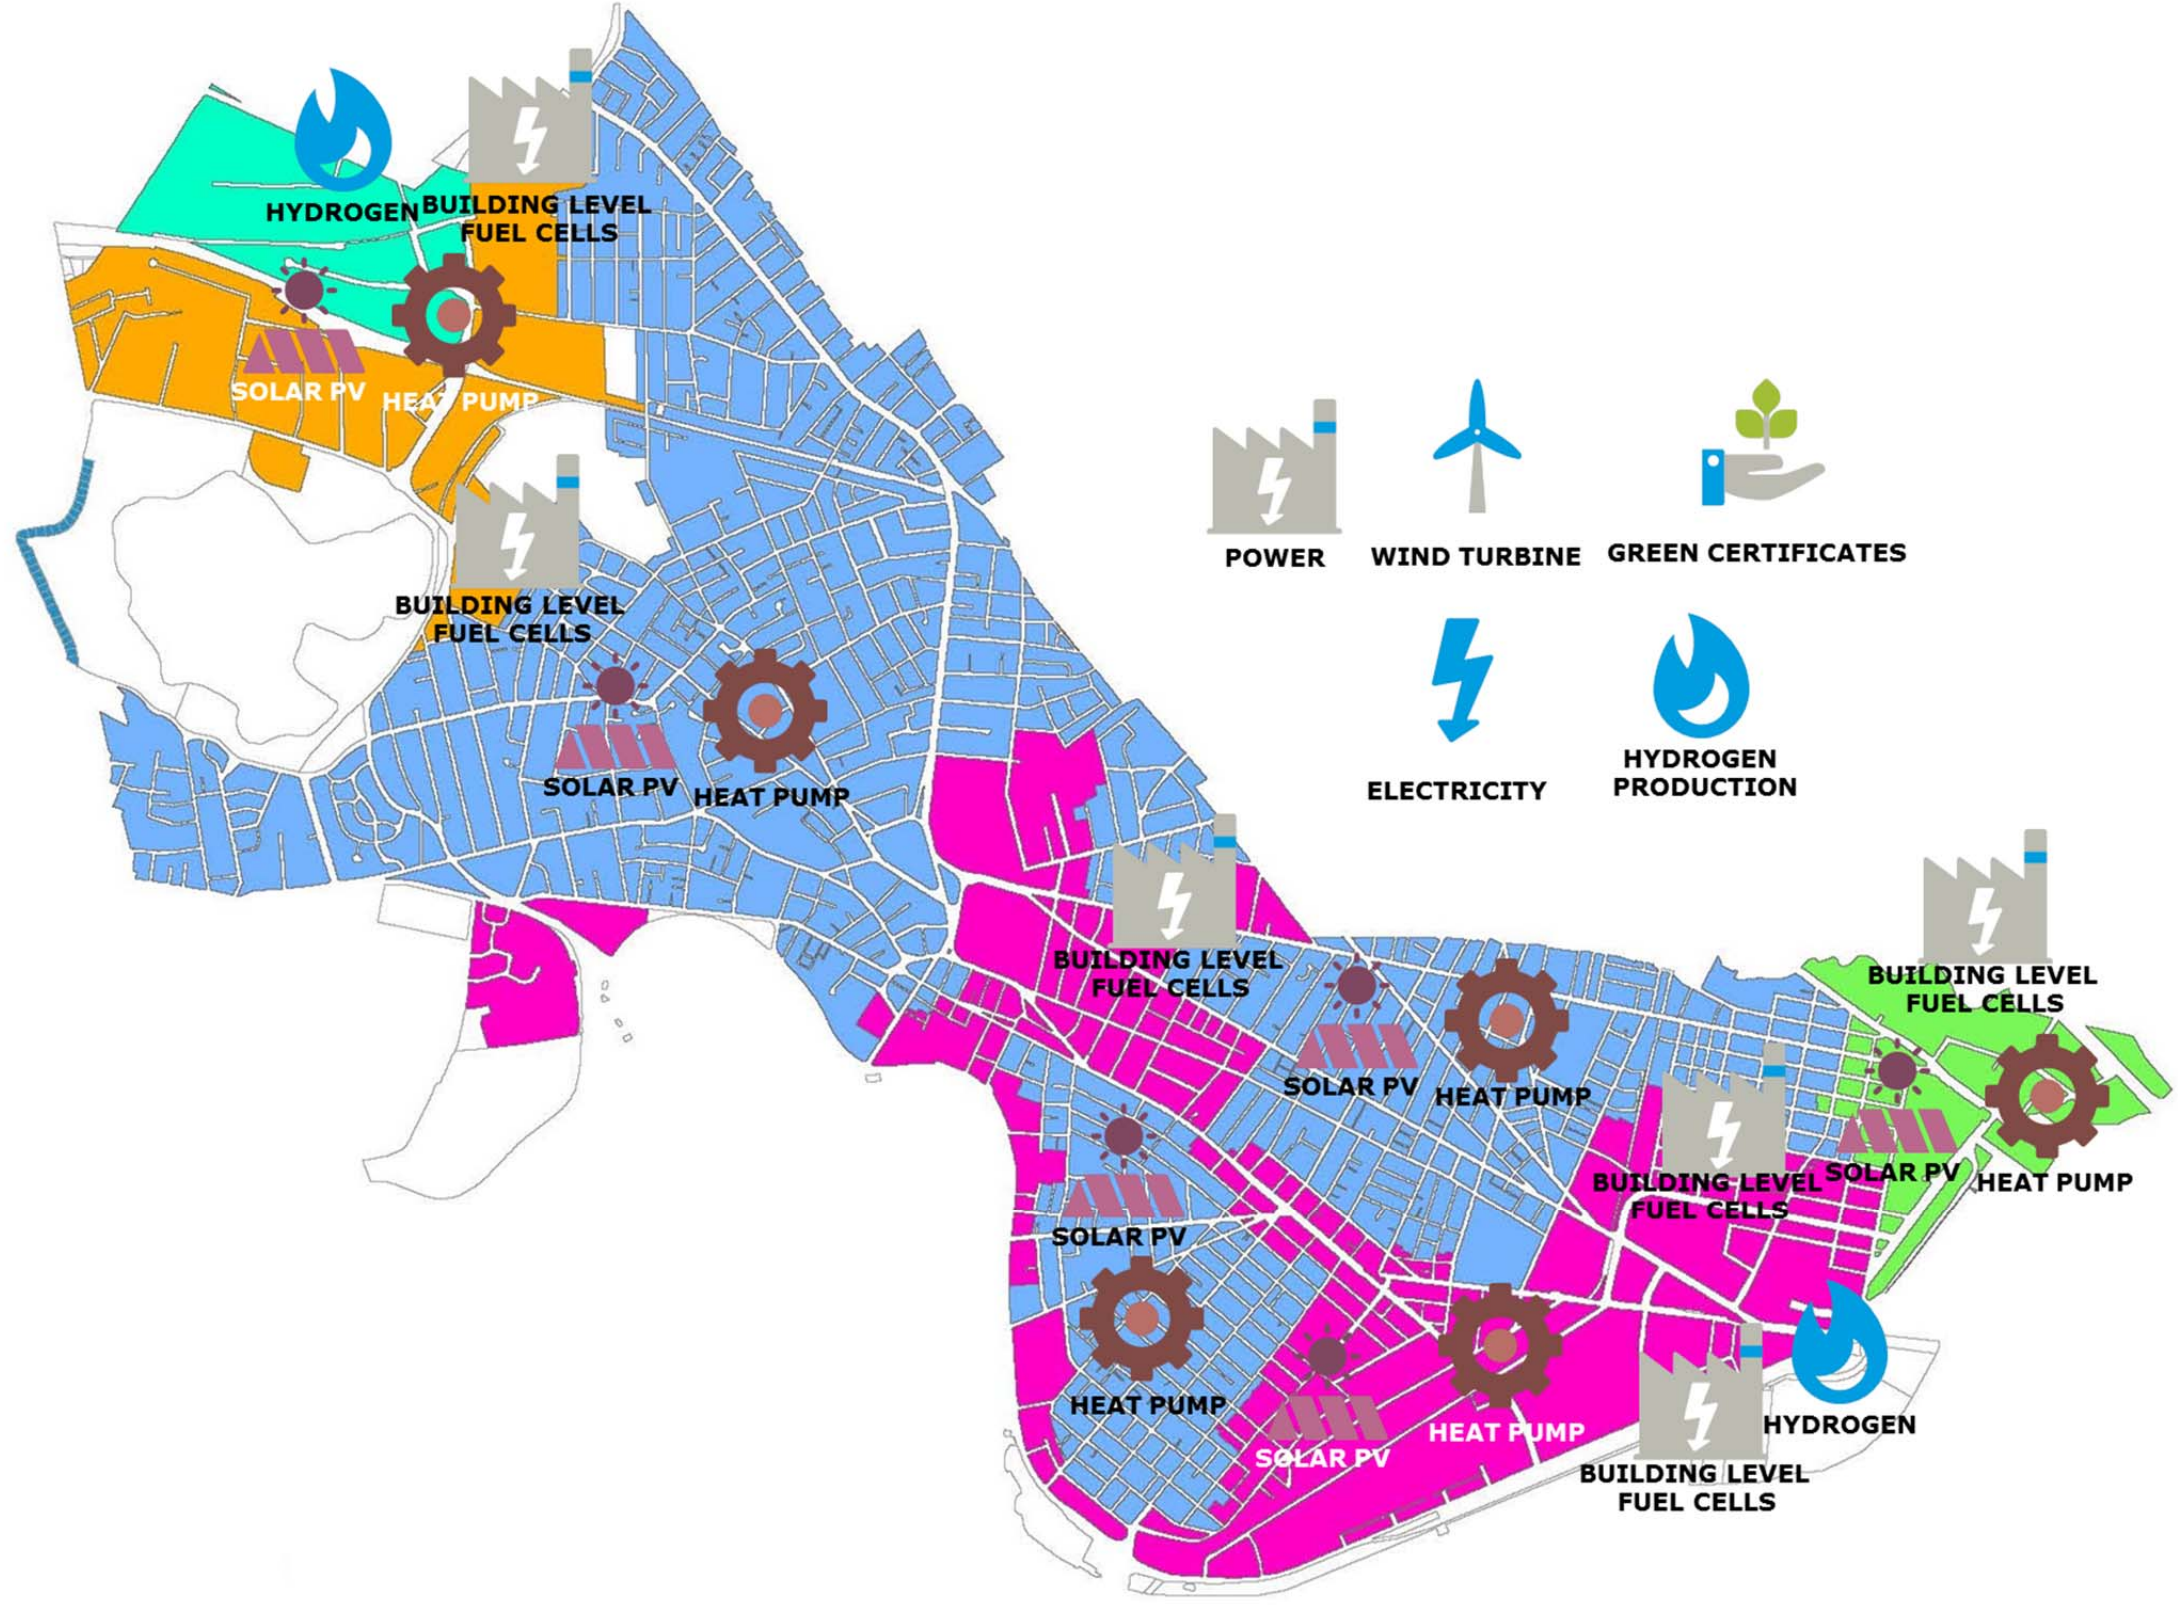 HYDROGEN
BUILDING LEVEL
FUEL CELLS
SOLAR PV
HEAT PUMP
POWER
WIND TURBINE
GREEN CERTIFICATES
BUILDING LEVEL
FUEL CELLS
ELECTRICITY
HYDROGEN
PRODUCTION
SOLAR PV
HEAT PUMP
BUILDING LEVEL
FUEL CELLS
BUILDING LEVEL
FUEL CELLS
SOLAR PV
HEAT PUMP
BUILDING LEVEL
FUEL CELLS
SOLAR PV
HEAT PUMP
SOLAR PV
HEAT PUMP
SOLAR PV
HEAT PUMP
HYDROGEN
BUILDING LEVEL
FUEL CELLS